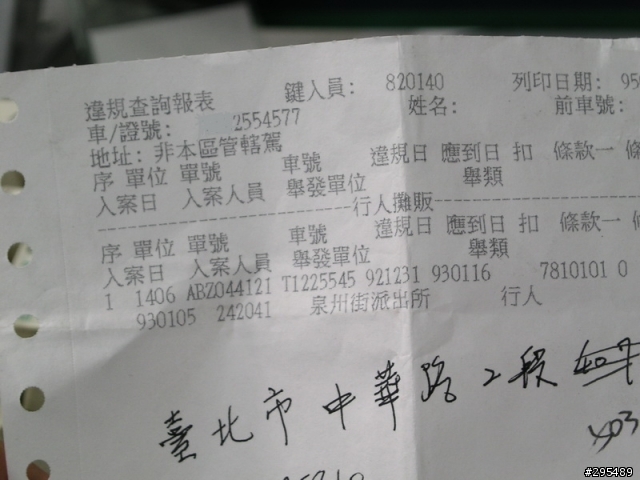 違規查詢報表 鍵入員: 820140 列印日期: 95
車/證號: 2554577 姓名: 前車號:
地址: 非本區管轄駕
序 單位 單號 車號 違規日 應到日 扣 條款一 條
入案日 入案人員 舉發單位 舉類
------行人攤販------
序 單位 單號 車號 違規日 應到日 扣 條款一 條
入案日 入案人員 舉發單位 舉類
1 1406 ABZ044121 T1225545 921231 930116 7810101 0
930105 242041 泉州街派出所 行人
臺北市中華路2段
#295489